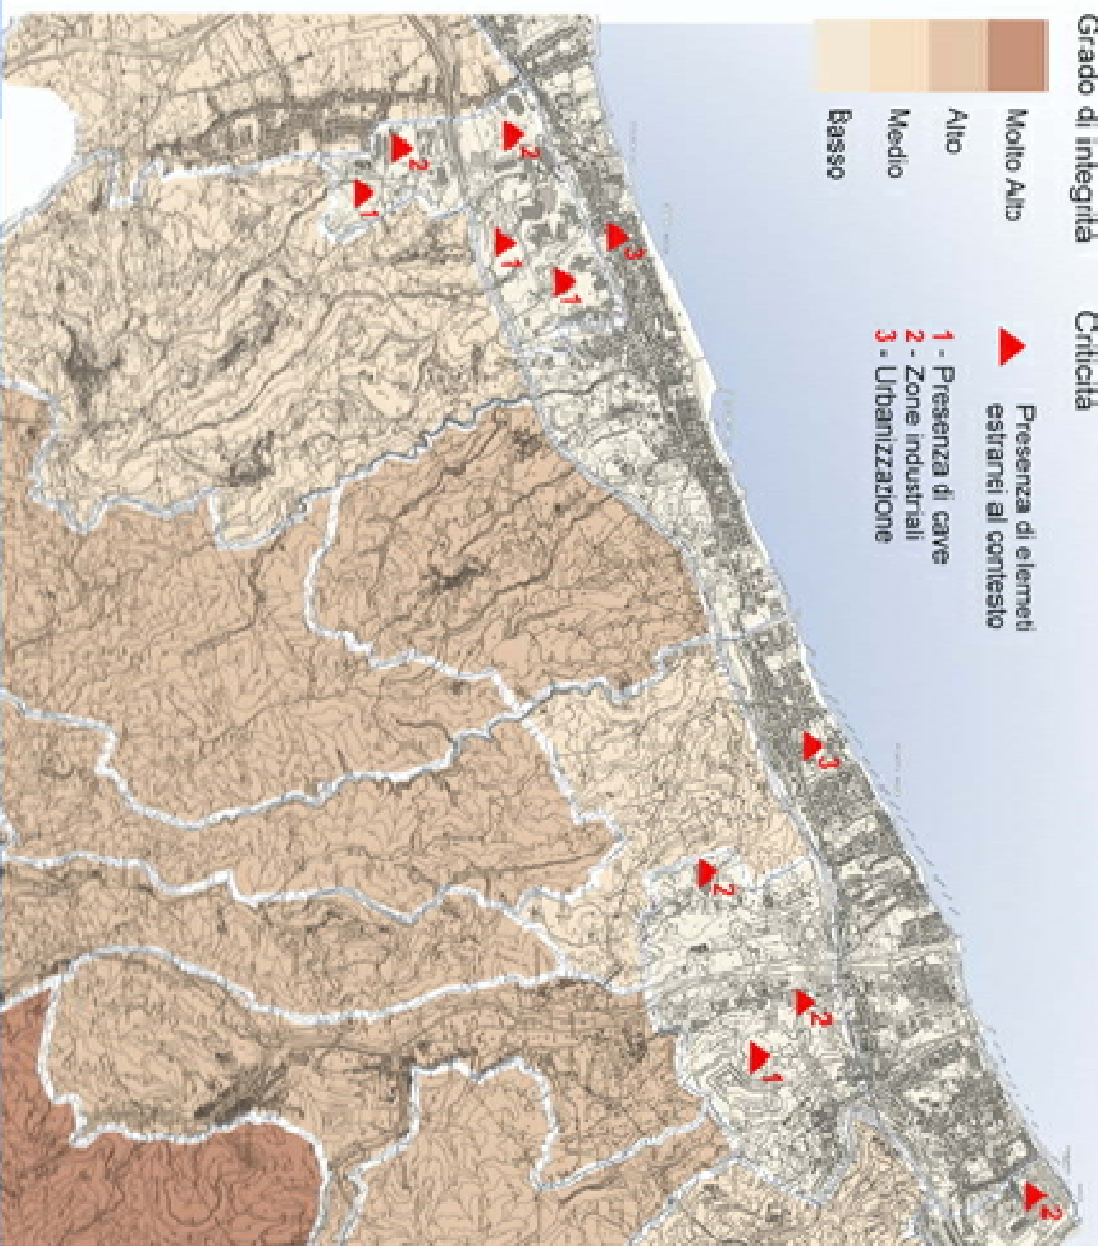 Grado di integrità
Molto Alto
Alto
Medio
Basso
Criticità
Presenza di elemeti
estranei al contesto
1 - Presenza di cave
2 - Zone industriali
3 - Urbanizzazione
2
2
1
3
1
1
3
2
2
1
2